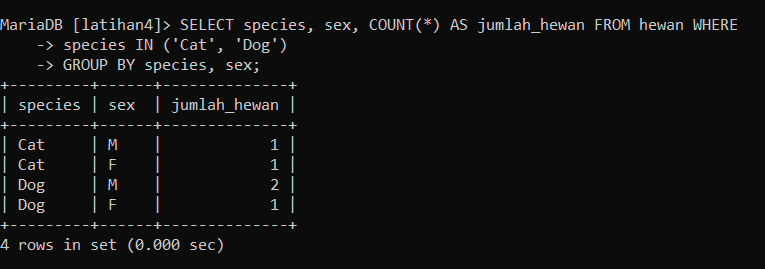 MariaDB [latihan4]> SELECT species, sex, COUNT(*) AS jumlah_hewan FROM hewan WHERE
    -> species IN ('Cat', 'Dog')
    -> GROUP BY species, sex;
+---------+------+--------------+
| species | sex  | jumlah_hewan |
+---------+------+--------------+
| Cat     | M    |            1 |
| Cat     | F    |            1 |
| Dog     | M    |            2 |
| Dog     | F    |            1 |
+---------+------+--------------+
4 rows in set (0.000 sec)